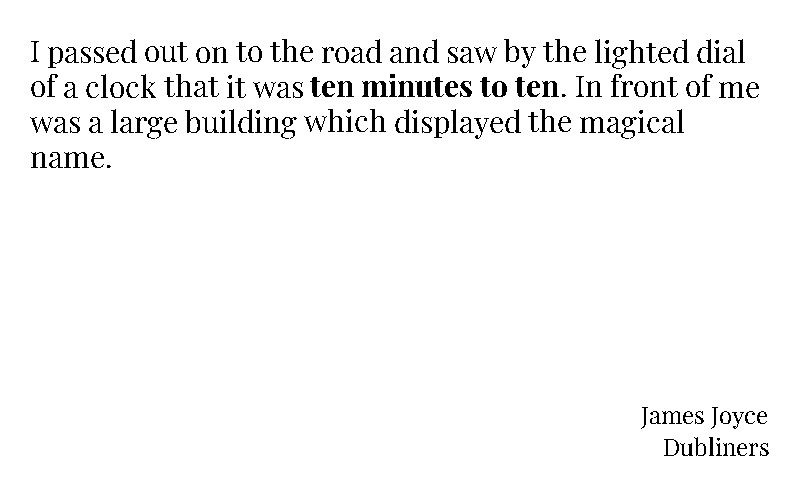 I passed out on to the road and saw by the lighted dial
of a clock that it was ten minutes to ten. In front of me
was a large building which displayed the magical
name.
James Joyce
Dubliners